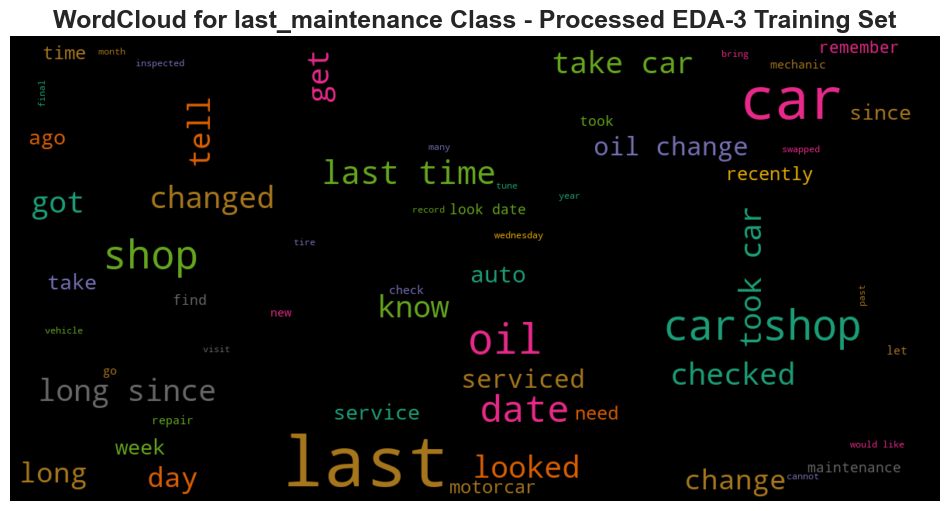 WordCloud for last_maintenance Class - Processed EDA-3 Training Set
time
month
inspected
get
take car
bring
remember
mechanic
final
tell
car
since
ago
took
many
oil change
swapped
last time
recently
tune
year
got
changed
record
look date
wednesday
shop
tire
took car
take
auto
find
check
know
new
past
vehicle
oil
car shop
visit
let
go
long since
serviced
checked
service
date
need
repair
week
last
would like
long
day
looked
motorcar
change
cannot
maintenance